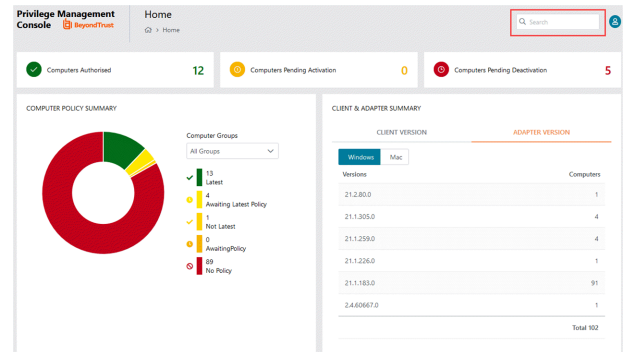 Privilege Management
Console BeyondTrust
Home
Home
Search
Computers Authorised 12
Computers Pending Activation 0
Computers Pending Deactivation 5
COMPUTER POLICY SUMMARY
Computer Groups
All Groups
13
Latest
4
Awaiting Latest Policy
1
Not Latest
0
AwaitingPolicy
89
No Policy
CLIENT & ADAPTER SUMMARY
CLIENT VERSION ADAPTER VERSION
Windows Mac
Versions Computers
21.2.80.0 1
21.1.305.0 4
21.1.259.0 4
21.1.226.0 1
21.1.183.0 91
2.4.60667.0 1
Total 102